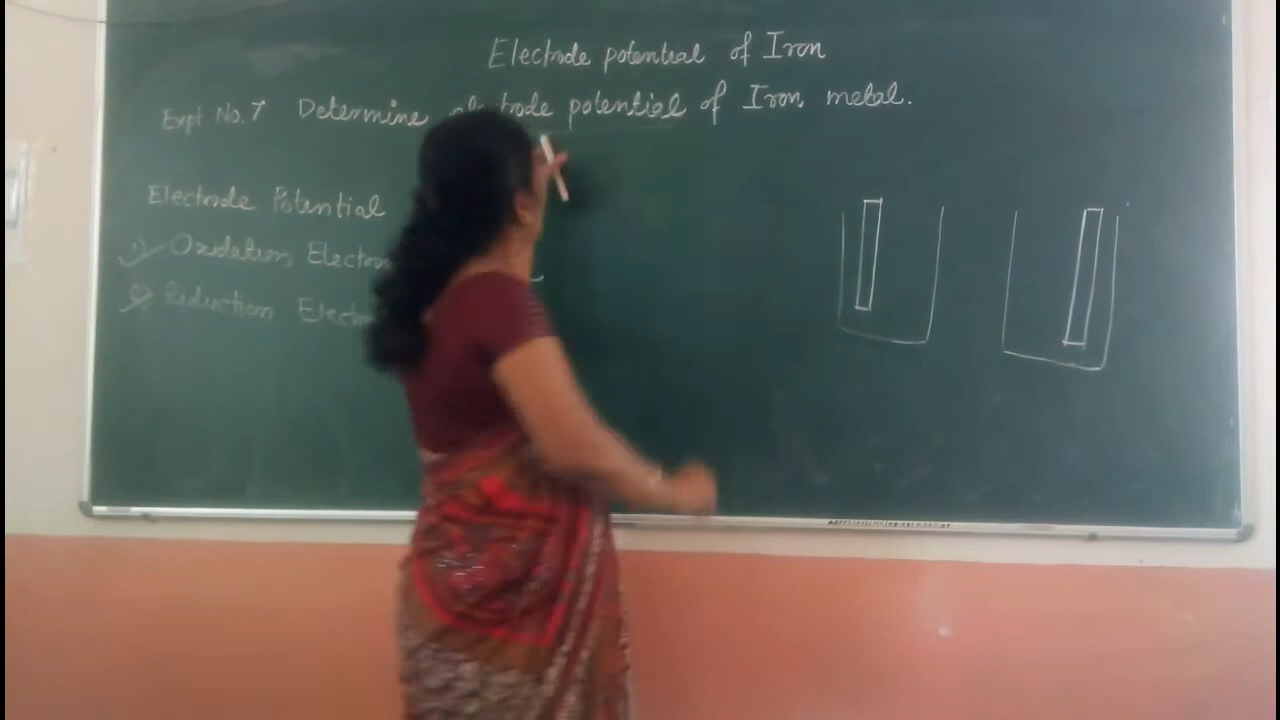 Electrode potential of Iron
Expt No. 7 Determine electrode potential of Iron metal.
Electrode Potential
1) Oxidation Electro
2) Reduction Electro